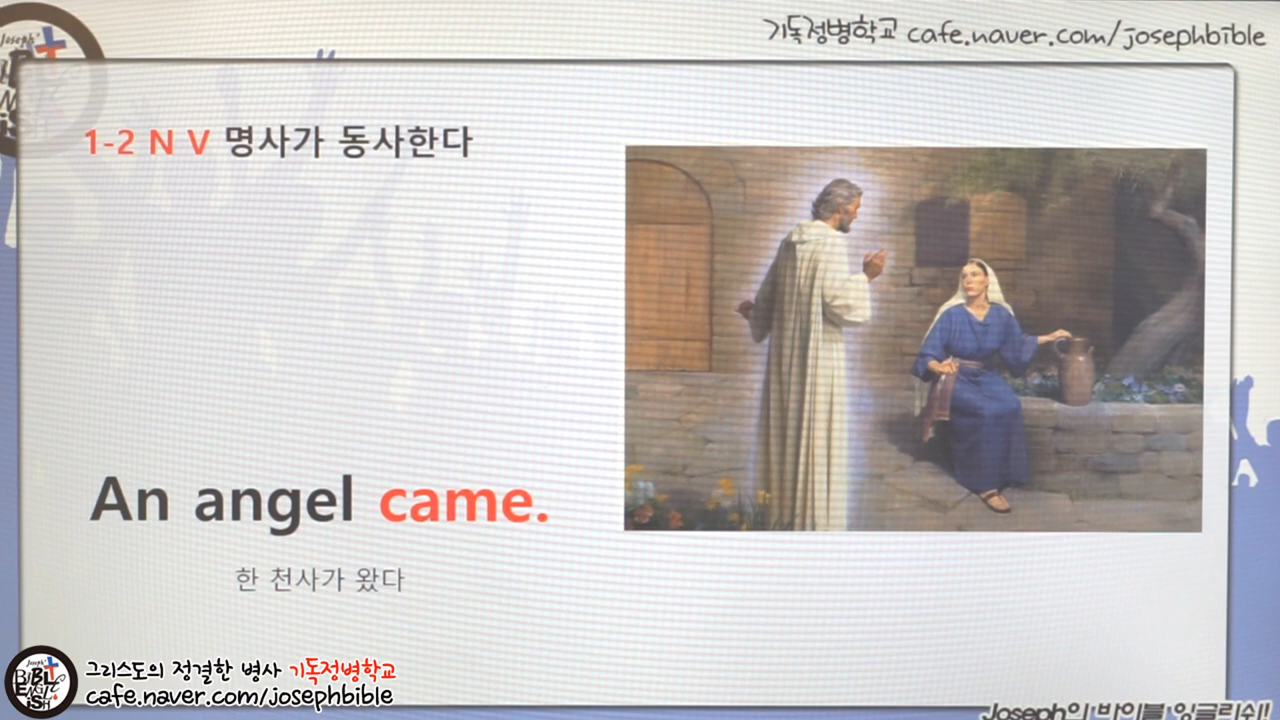 기독정병학교 cafe.naver.com/josephbible
1-2 N V 명사가 동사한다
An angel came.
한 천사가 왔다
Joseph's
BiBLE
ENGLiSH
그리스도의 정결한 병사 기독정병학교
cafe.naver.com/josephbible
Joseph의 바이블 잉글리쉬!!